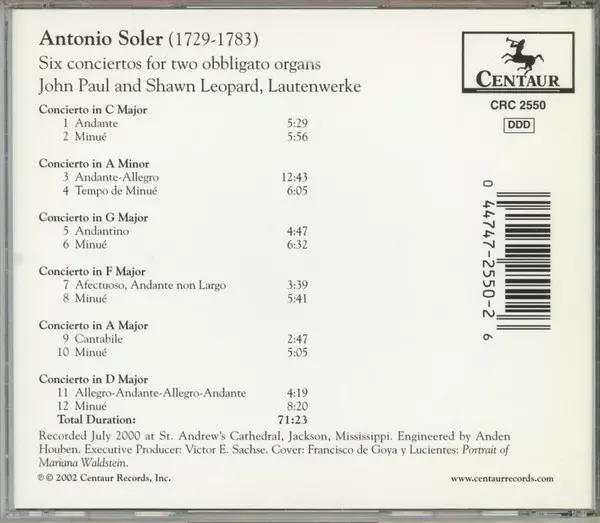 Antonio Soler (1729-1783)
Six conciertos for two obbligato organs
John Paul and Shawn Leopard, Lautenwerke
CENTAUR
CRC 2550
DDD
Concierto in C Major
1 Andante 5:29
2 Minué 5:56
Concierto in A Minor
3 Andante-Allegro 12:43
4 Tempo de Minué 6:05
Concierto in G Major
5 Andantino 4:47
6 Minué 6:32
Concierto in F Major
7 Afectuoso, Andante non Largo 3:39
8 Minué 5:41
Concierto in A Major
9 Cantabile 2:47
10 Minué 5:05
Concierto in D Major
11 Allegro-Andante-Allegro-Andante 4:19
12 Minué 8:20
Total Duration: 71:23
0 44747-2550-2 6
Recorded July 2000 at St. Andrew's Cathedral, Jackson, Mississippi. Engineered by Anden
Houben. Executive Producer: Victor E. Sachse. Cover: Francisco de Goya y Lucientes: Portrait of
Mariana Waldstein.
℗ © 2002 Centaur Records, Inc.
www.centaurrecords.com